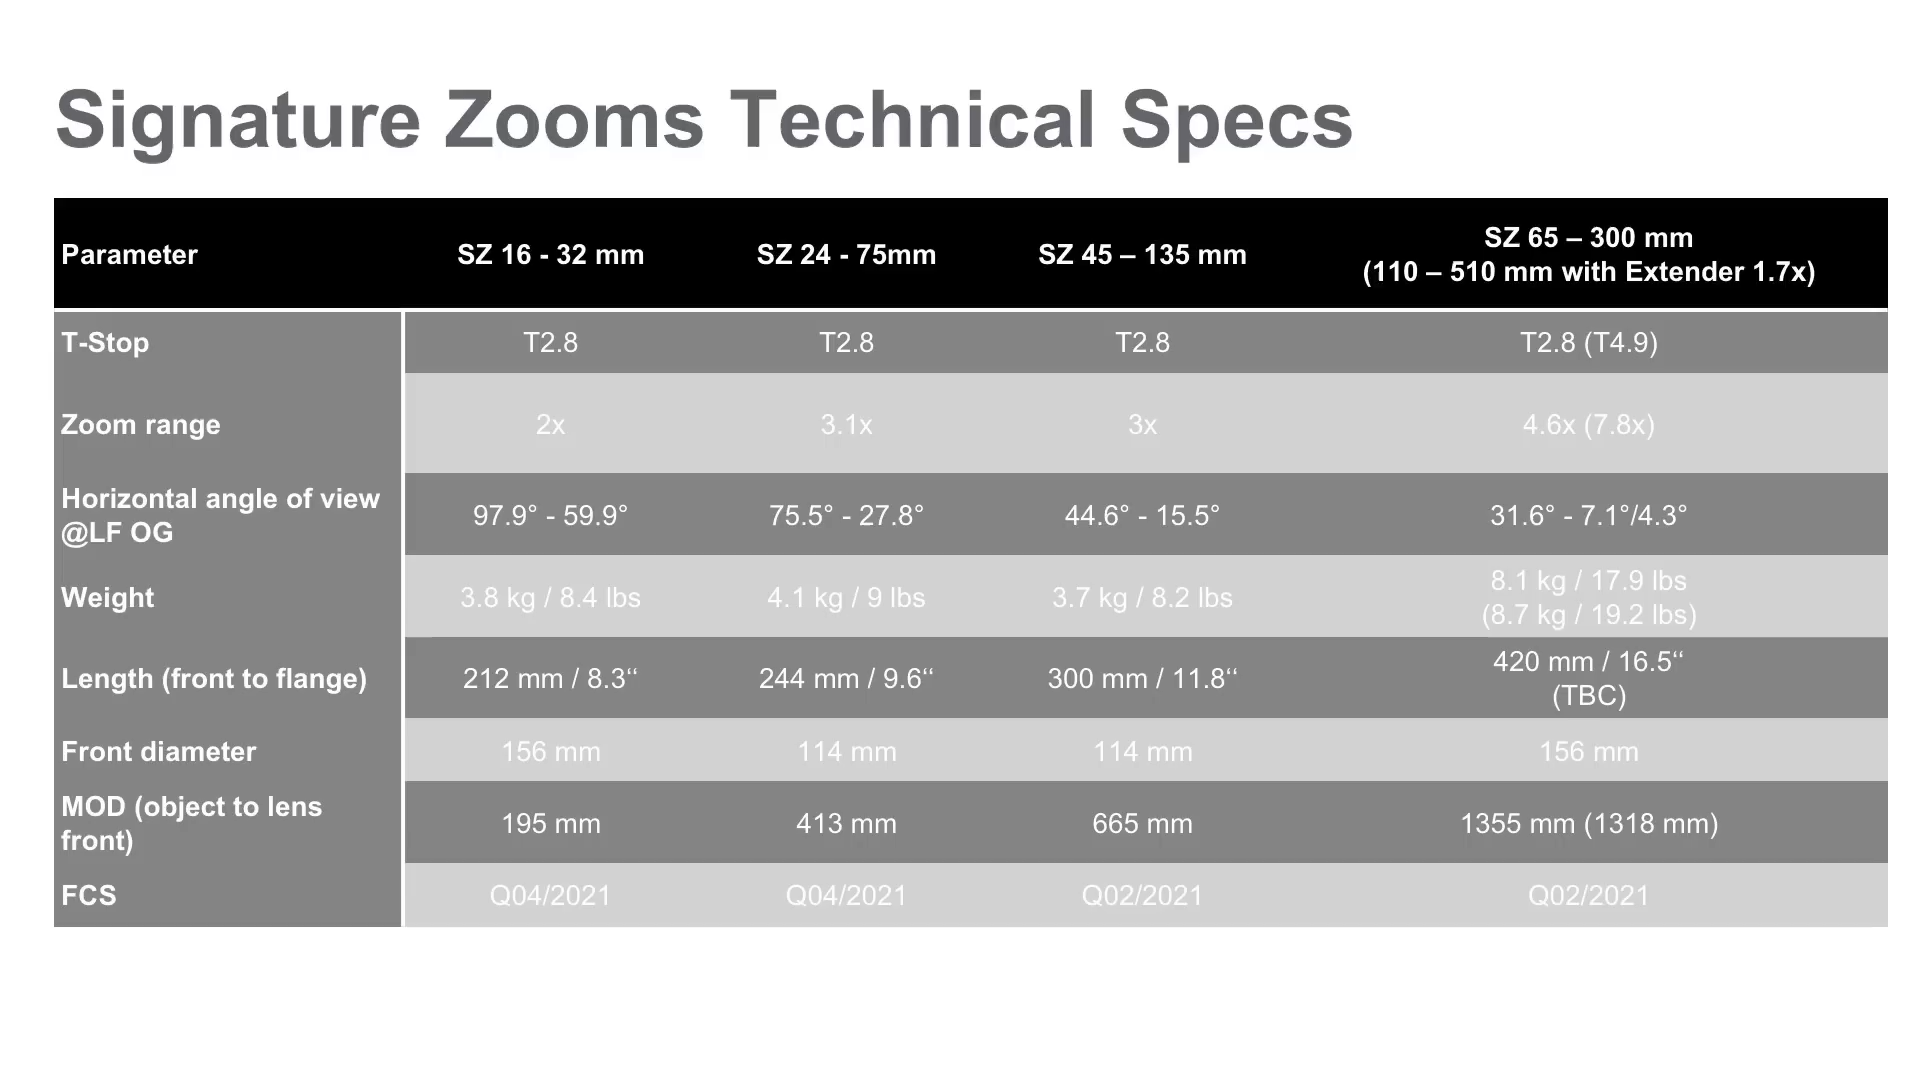 Signature Zooms Technical Specs
Parameter SZ 16 - 32 mm SZ 24 - 75mm SZ 45 – 135 mm SZ 65 – 300 mm
(110 – 510 mm with Extender 1.7x)
T-Stop T2.8 T2.8 T2.8 T2.8 (T4.9)
Zoom range 2x 3.1x 3x 4.6x (7.8x)
Horizontal angle of view
@LF OG 97.9° - 59.9° 75.5° - 27.8° 44.6° - 15.5° 31.6° - 7.1°/4.3°
Weight 3.8 kg / 8.4 lbs 4.1 kg / 9 lbs 3.7 kg / 8.2 lbs 8.1 kg / 17.9 lbs
(8.7 kg / 19.2 lbs)
Length (front to flange) 212 mm / 8.3“ 244 mm / 9.6“ 300 mm / 11.8“ 420 mm / 16.5“
(TBC)
Front diameter 156 mm 114 mm 114 mm 156 mm
MOD (object to lens
front) 195 mm 413 mm 665 mm 1355 mm (1318 mm)
FCS Q04/2021 Q04/2021 Q02/2021 Q02/2021